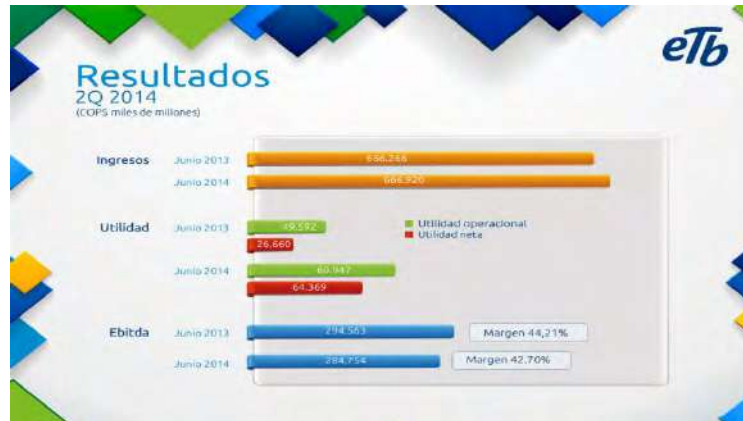 eTb
Resultados
2Q 2014
(COPS miles de millones)
Ingresos Junio 2013 666.266
Junio 2014 666.920
Utilidad Junio 2013 49.592
26.660
Utilidad operacional
Utilidad neta
Junio 2014 60.947
64.369
Ebitda Junio 2013 294.563 Margen 44,21%
Junio 2014 284.754 Margen 42.70%